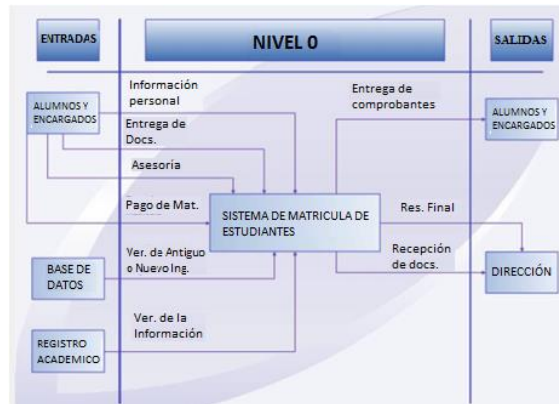 ENTRADAS
NIVEL 0
SALIDAS
ALUMNOS Y
ENCARGADOS
Información
personal
Entrega de
Docs.
Asesoría
Pago de Mat.
Entrega de
comprobantes
ALUMNOS Y
ENCARGADOS
SISTEMA DE MATRICULA DE
ESTUDIANTES
Res. Final
Recepción
de docs.
DIRECCIÓN
BASE DE
DATOS
Ver. de Antiguo
o Nuevo Ing.
REGISTRO
ACADEMICO
Ver. de la
Información